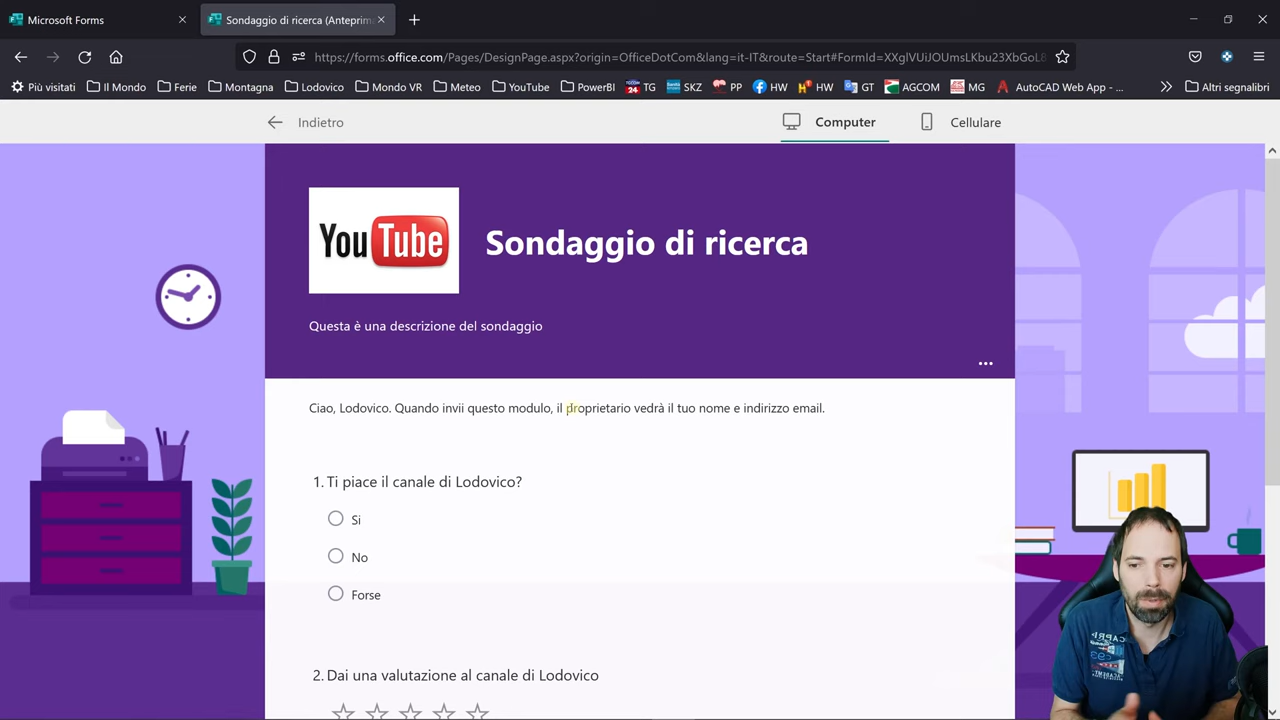 Microsoft Forms
Sondaggio di ricerca (Anteprim
https://forms.office.com/Pages/DesignPage.aspx?origin=OfficeDotCom&lang=it-IT&route=Start#FormId=XXglVUiJOUmsLKbu23XbGoL8
Più visitati
Il Mondo
Ferie
Montagna
Lodovico
Mondo VR
Meteo
YouTube
PowerBI
TG
SKZ
PP
HW
HW
GT
AGCOM
MG
AutoCAD Web App - ...
Altri segnalibri
Indietro
Computer
Cellulare
YouTube
Sondaggio di ricerca
Questa è una descrizione del sondaggio
Ciao, Lodovico. Quando invii questo modulo, il proprietario vedrà il tuo nome e indirizzo email.
1. Ti piace il canale di Lodovico?
Si
No
Forse
2. Dai una valutazione al canale di Lodovico